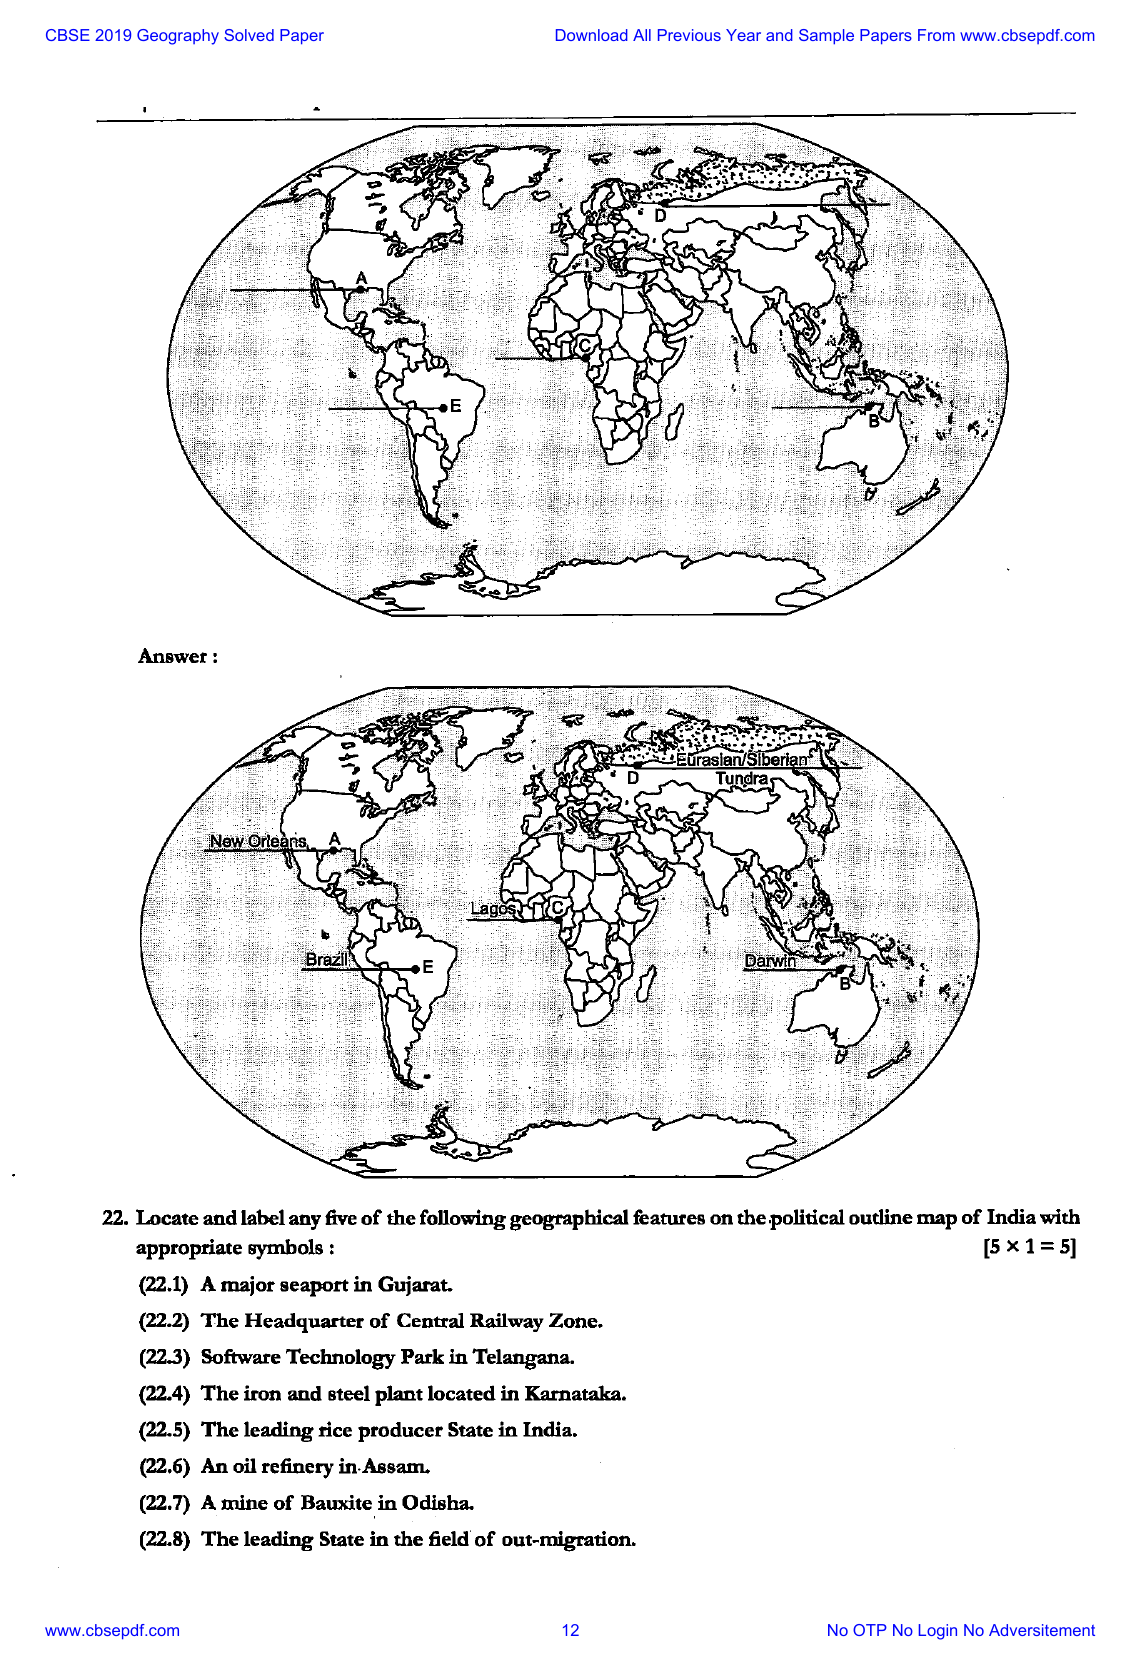 CBSE 2019 Geography Solved Paper
Download All Previous Year and Sample Papers From www.cbsepdf.com
D
A
C
E
B
Answer :
Eurasian/Siberian
D
Tundra
New Orleans
A
Lagos
C
Brazil
E
Darwin
B
22. Locate and label any five of the following geographical features on the political outline map of India with
appropriate symbols : [5 × 1 = 5]
(22.1) A major seaport in Gujarat.
(22.2) The Headquarter of Central Railway Zone.
(22.3) Software Technology Park in Telangana.
(22.4) The iron and steel plant located in Karnataka.
(22.5) The leading rice producer State in India.
(22.6) An oil refinery in Assam.
(22.7) A mine of Bauxite in Odisha.
(22.8) The leading State in the field of out-migration.
www.cbsepdf.com
12
No OTP No Login No Adversitement